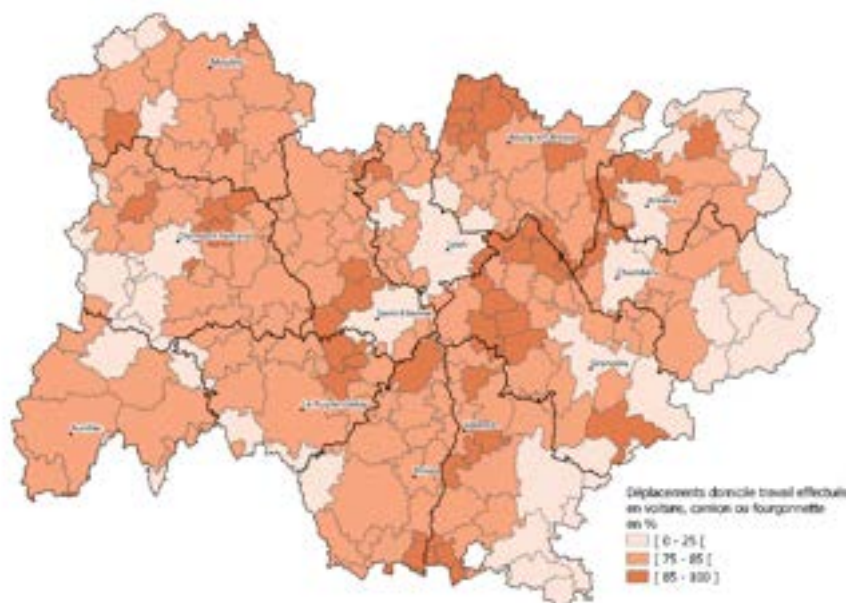 Moulins
Bourg-en-Bresse
Annecy
Clermont-Ferrand
Lyon
Chambéry
Saint-Etienne
Grenoble
Le Puy-en-Velay
Aurillac
Valence
Privas
Déplacements domicile travail effectués
en voiture, camion ou fourgonnette
en %
[ 0 - 25 [
[ 75 - 85 [
[ 85 - 100 ]